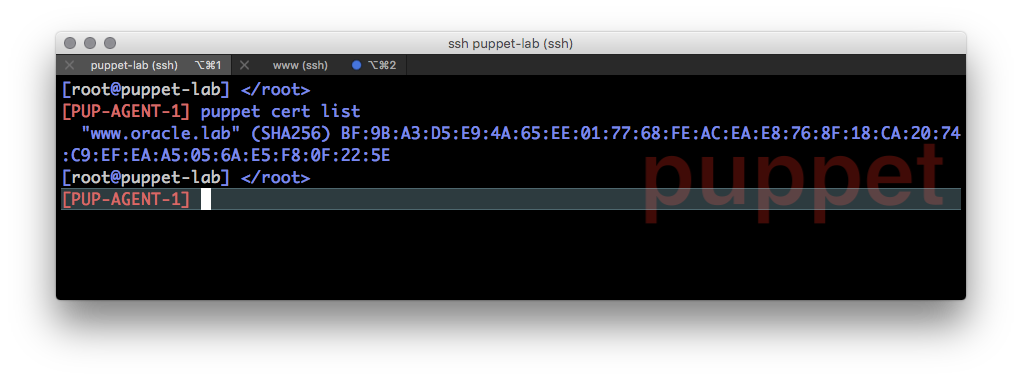 ssh puppet-lab (ssh)
puppet-lab (ssh) ⌥⌘1 www (ssh) ⌥⌘2
[root@puppet-lab] </root>
[PUP-AGENT-1] puppet cert list
"www.oracle.lab" (SHA256) BF:9B:A3:D5:E9:4A:65:EE:01:77:68:FE:AC:EA:E8:76:8F:18:CA:20:74
:C9:EF:EA:A5:05:6A:E5:F8:0F:22:5E
[root@puppet-lab] </root>
[PUP-AGENT-1]
puppet